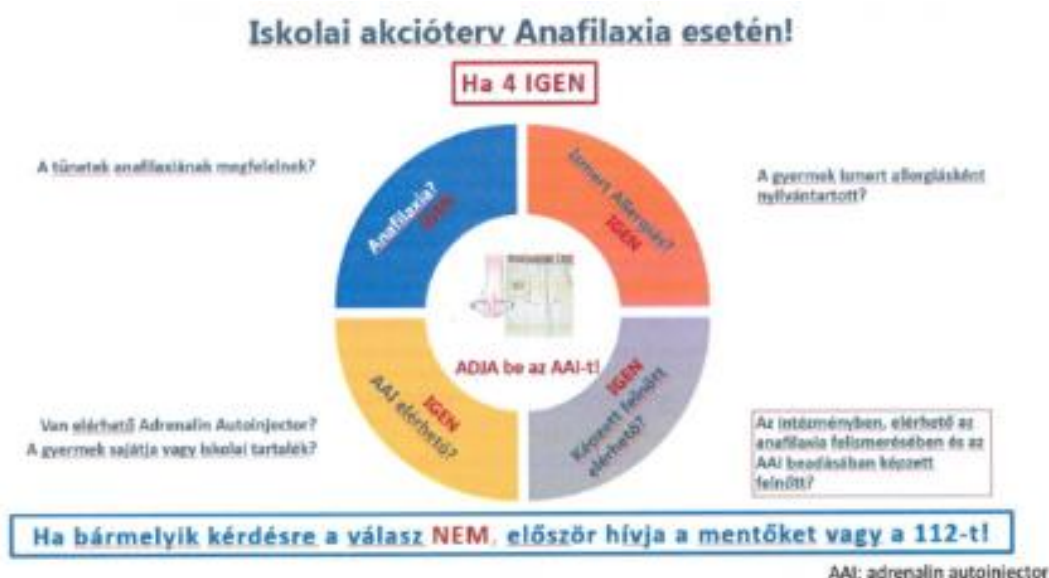 Iskolai akcióterv Anafilaxia esetén!
Ha 4 IGEN
A tünetek anafilaxiának megfelelnek?
Anafilaxia?
IGEN
Ismert Allergiás?
IGEN
A gyermek ismert allergiásként
nyilvántartott?
ADJA be az AAI-t!
Van elérhető Adrenalin Autoinjector?
A gyermek sajátja vagy iskolai tartalék?
IGEN
AAI elérhető?
IGEN
Képzett felnőtt
elérhető?
Az intézményben, elérhető az
anafilaxia felismerésében és az
AAI beadásában képzett
felnőtt?
Ha bármelyik kérdésre a válasz NEM, először hívja a mentőket vagy a 112-t!
AAI: adrenalin autoinjector